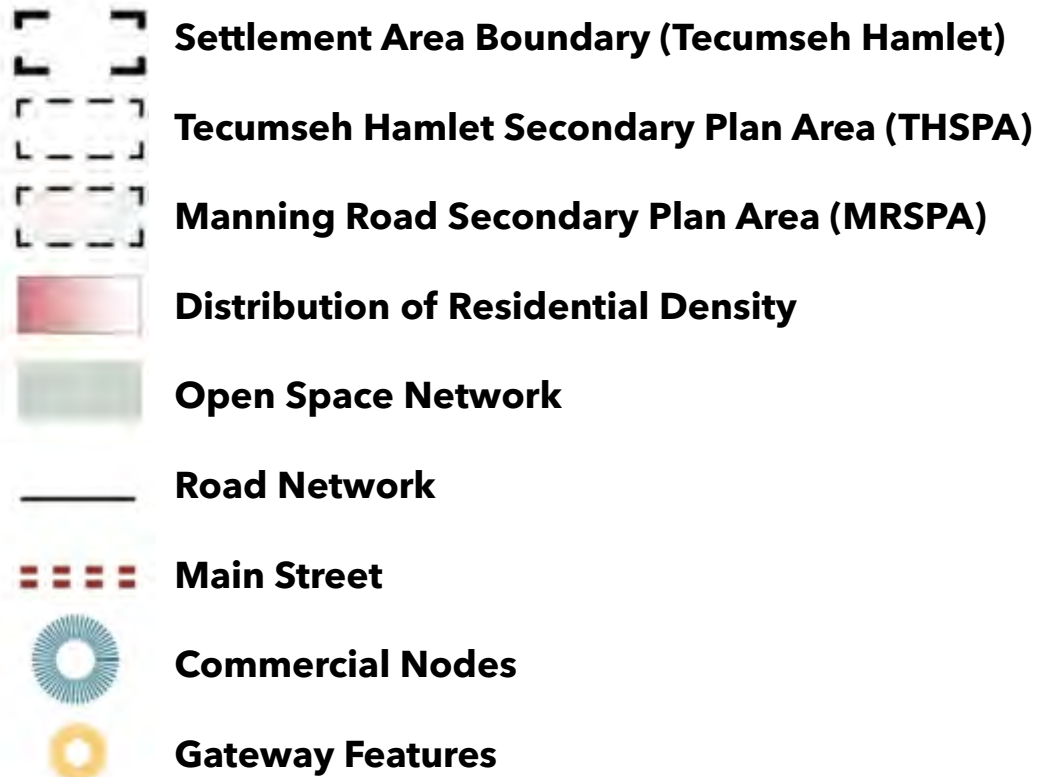 Settlement Area Boundary (Tecumseh Hamlet)
Tecumseh Hamlet Secondary Plan Area (THSPA)
Manning Road Secondary Plan Area (MRSPA)
Distribution of Residential Density
Open Space Network
Road Network
Main Street
Commercial Nodes
Gateway Features